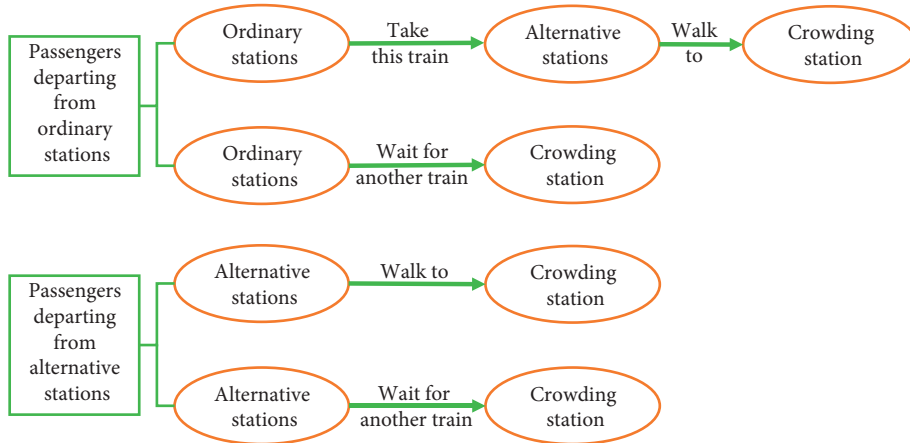 Passengers
departing
from
ordinary
stations
Ordinary
stations
Take
this train
Alternative
stations
Walk
to
Crowding
station
Ordinary
stations
Wait for
another train
Crowding
station
Passengers
departing
from
alternative
stations
Alternative
stations
Walk to
Crowding
station
Alternative
stations
Wait for
another train
Crowding
station